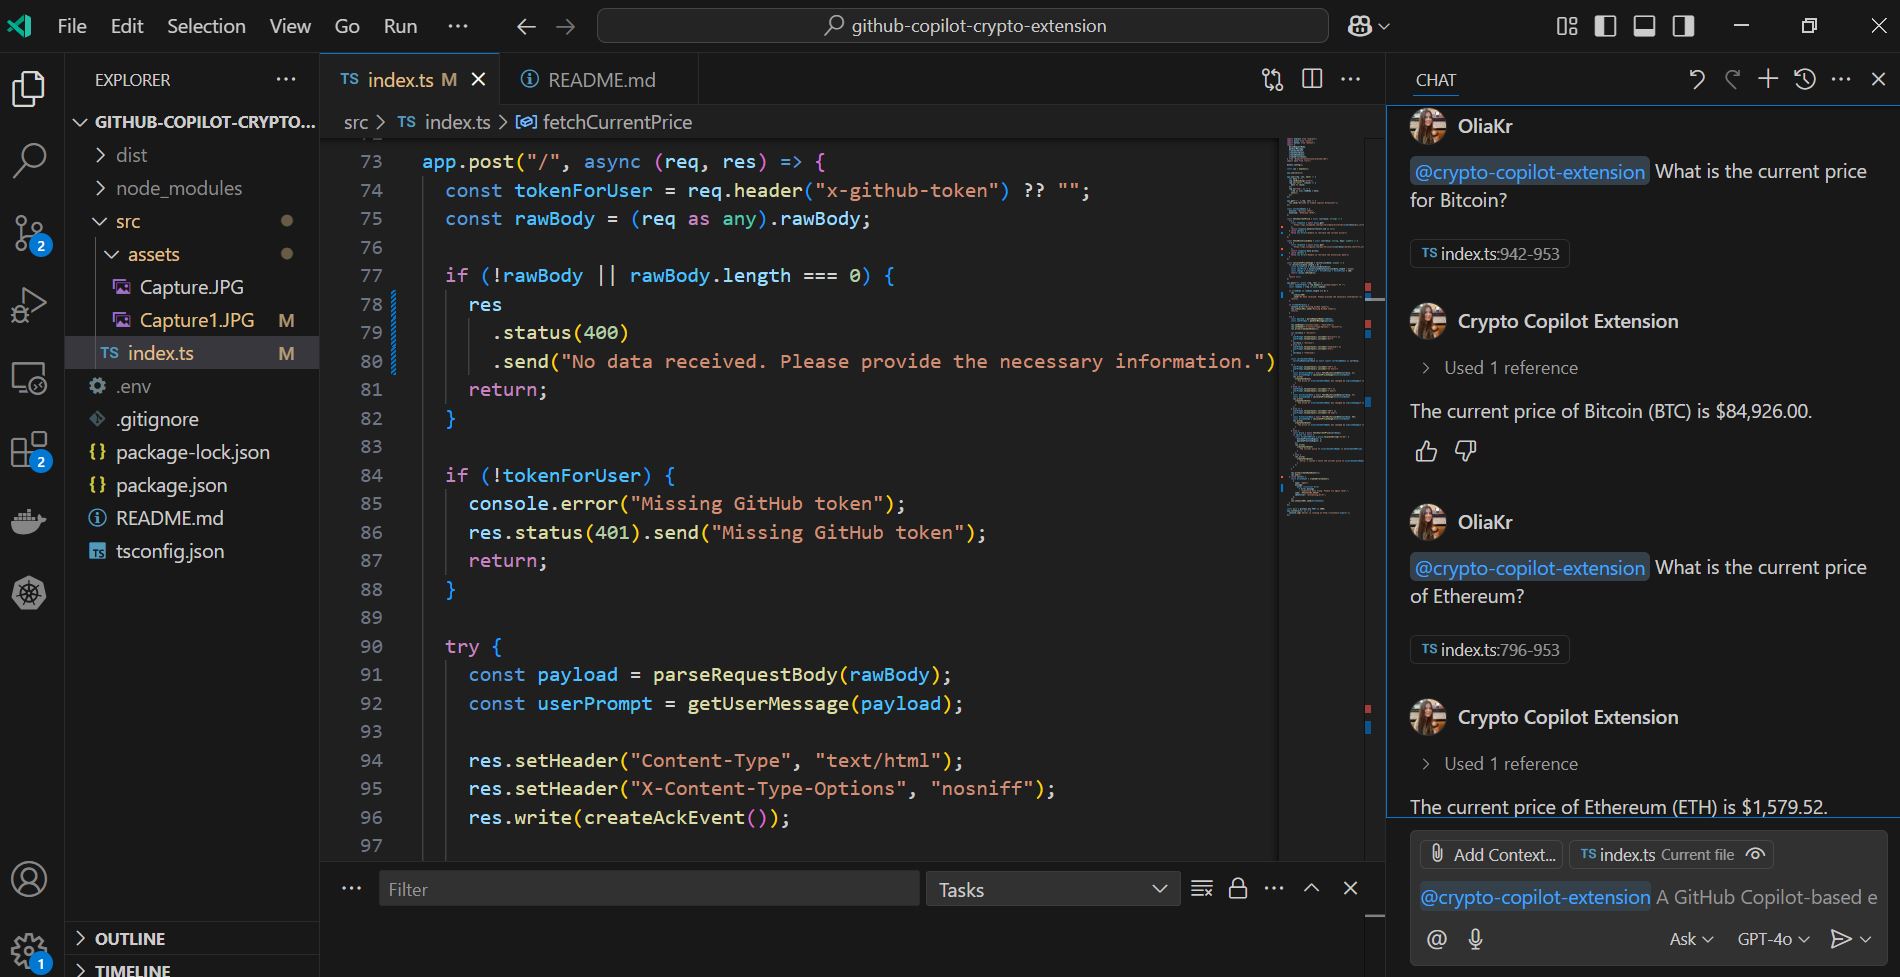 File Edit Selection View Go Run ···
github-copilot-crypto-extension
EXPLORER
GITHUB-COPILOT-CRYPTO...
dist
node_modules
src
assets
Capture.JPG
Capture1.JPG M
TS index.ts M
.env
.gitignore
{} package-lock.json
{} package.json
README.md
TS tsconfig.json
OUTLINE
TIMELINE
2
2
1
TS index.ts M
README.md
src > TS index.ts > fetchCurrentPrice
73 app.post("/", async (req, res) => {
74 const tokenForUser = req.header("x-github-token") ?? "";
75 const rawBody = (req as any).rawBody;
76
77 if (!rawBody || rawBody.length === 0) {
78 res
79 .status(400)
80 .send("No data received. Please provide the necessary information.")
81 return;
82 }
83
84 if (!tokenForUser) {
85 console.error("Missing GitHub token");
86 res.status(401).send("Missing GitHub token");
87 return;
88 }
89
90 try {
91 const payload = parseRequestBody(rawBody);
92 const userPrompt = getUserMessage(payload);
93
94 res.setHeader("Content-Type", "text/html");
95 res.setHeader("X-Content-Type-Options", "nosniff");
96 res.write(createAckEvent());
97
Filter
Tasks
CHAT
OliaKr
@crypto-copilot-extension What is the current price
for Bitcoin?
TS index.ts:942-953
Crypto Copilot Extension
> Used 1 reference
The current price of Bitcoin (BTC) is $84,926.00.
OliaKr
@crypto-copilot-extension What is the current price
of Ethereum?
TS index.ts:796-953
Crypto Copilot Extension
> Used 1 reference
The current price of Ethereum (ETH) is $1,579.52.
Add Context...
TS index.ts Current file
@crypto-copilot-extension A GitHub Copilot-based e
@
Ask
GPT-4o